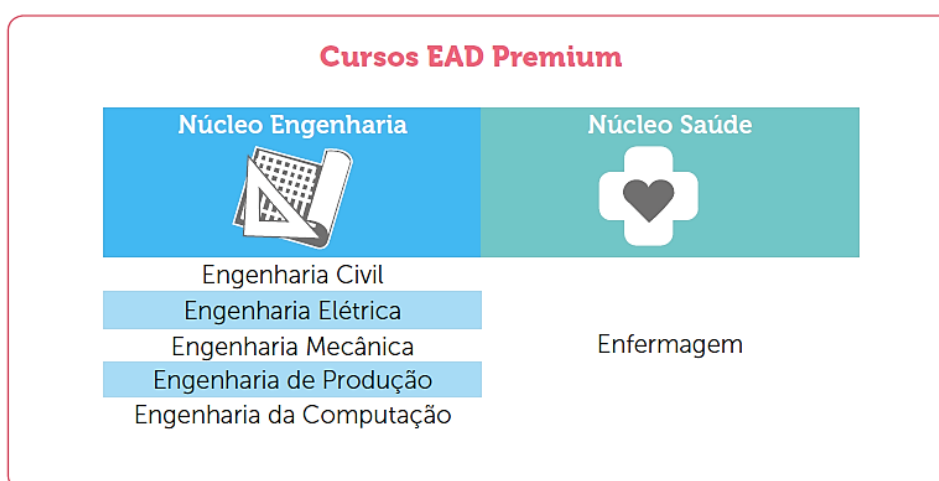 Cursos EAD Premium
Núcleo Engenharia
Núcleo Saúde
Engenharia Civil
Engenharia Elétrica
Engenharia Mecânica
Engenharia de Produção
Engenharia da Computação
Enfermagem